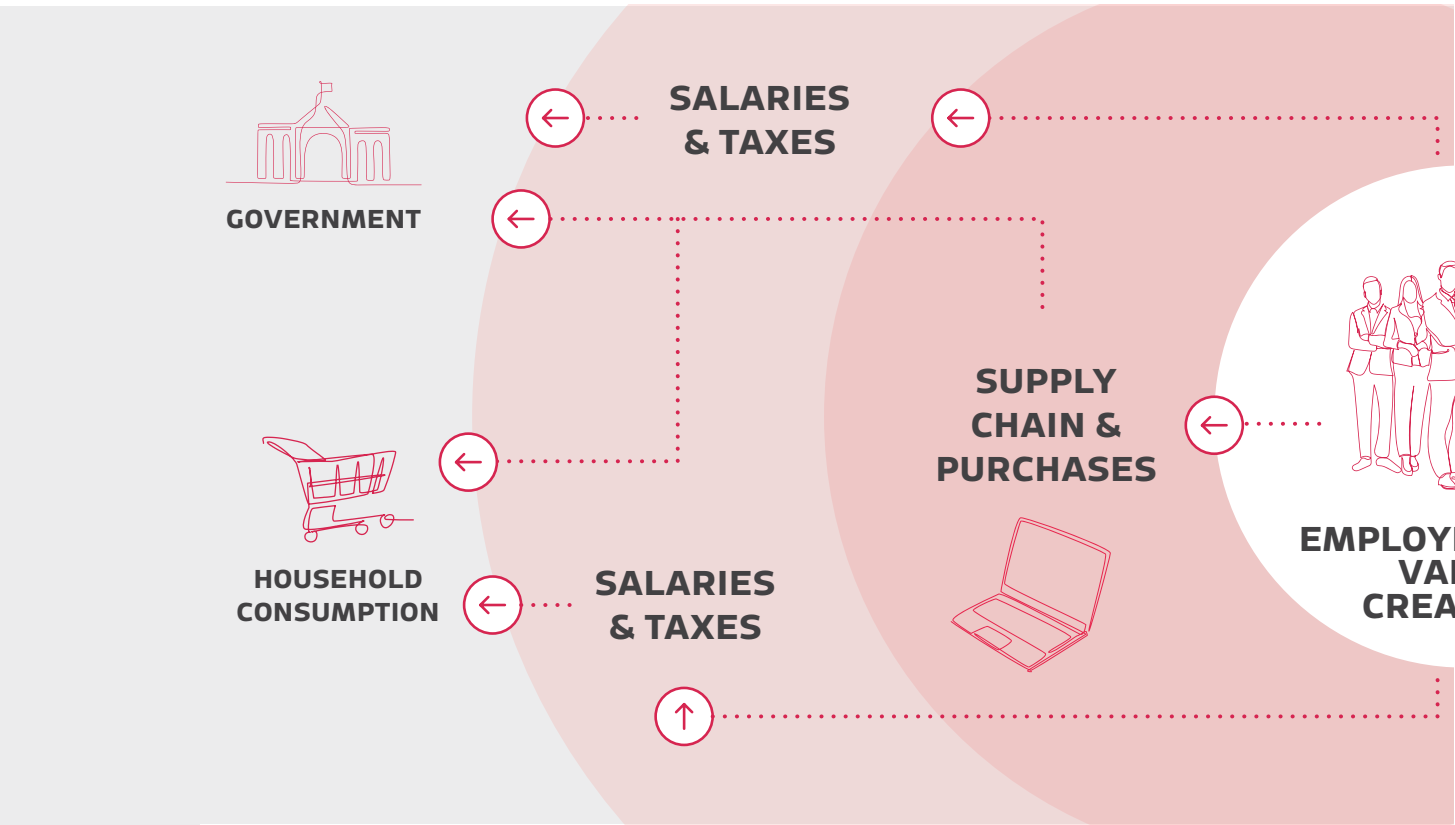 SALARIES
& TAXES
GOVERNMENT
SUPPLY
CHAIN &
PURCHASES
HOUSEHOLD
CONSUMPTION
SALARIES
& TAXES